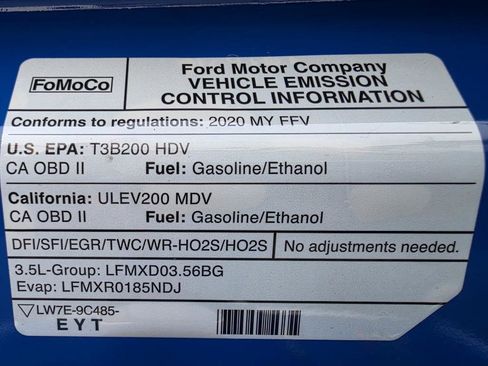 FoMoCo
Ford Motor Company
VEHICLE EMISSION
CONTROL INFORMATION
Conforms to regulations: 2020 MY FFV
U.S. EPA: T3B200 HDV
CA OBD II Fuel: Gasoline/Ethanol
California: ULEV200 MDV
CA OBD II Fuel: Gasoline/Ethanol
DFI/SFI/EGR/TWC/WR-HO2S/HO2S No adjustments needed.
3.5L-Group: LFMXD03.56BG
Evap: LFMXR0185NDJ
LW7E-9C485-
EYT